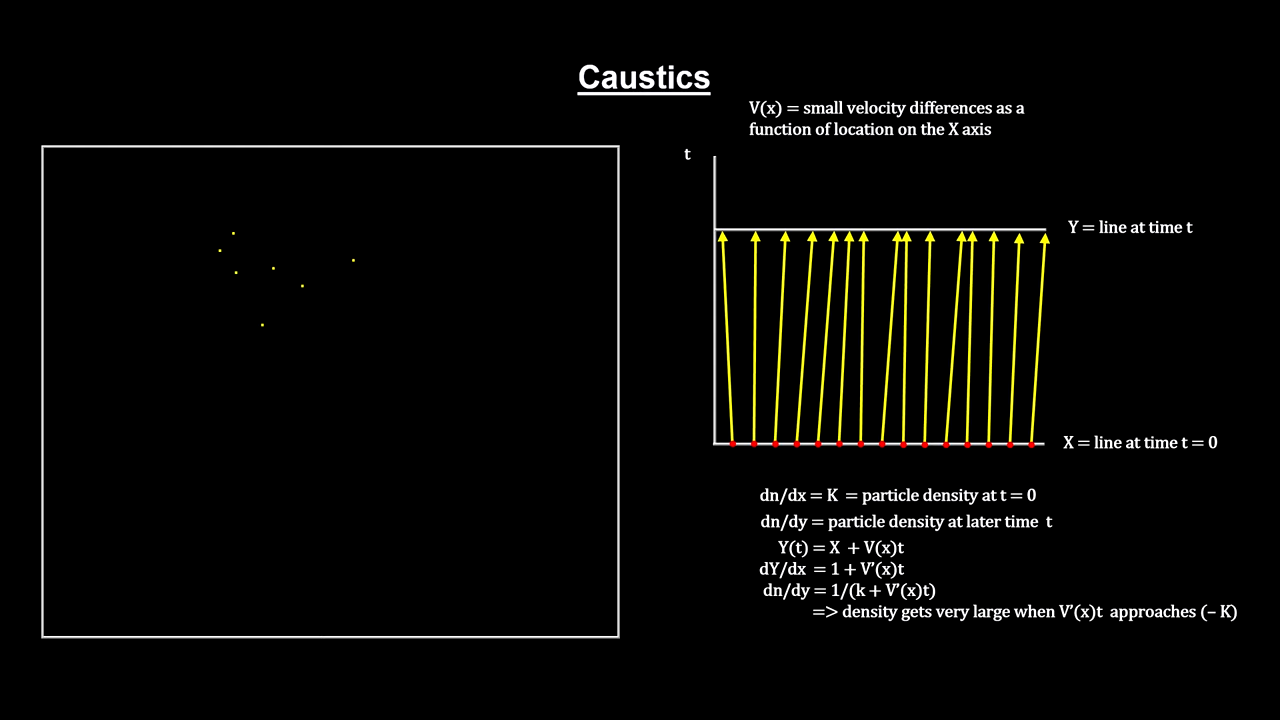 Caustics
V(x) = small velocity differences as a
function of location on the X axis
t
Y = line at time t
X = line at time t = 0
dn/dx = K = particle density at t = 0
dn/dy = particle density at later time t
Y(t) = X + V(x)t
dY/dx = 1 + V'(x)t
dn/dy = 1/(k + V'(x)t)
=> density gets very large when V'(x)t approaches (– K)